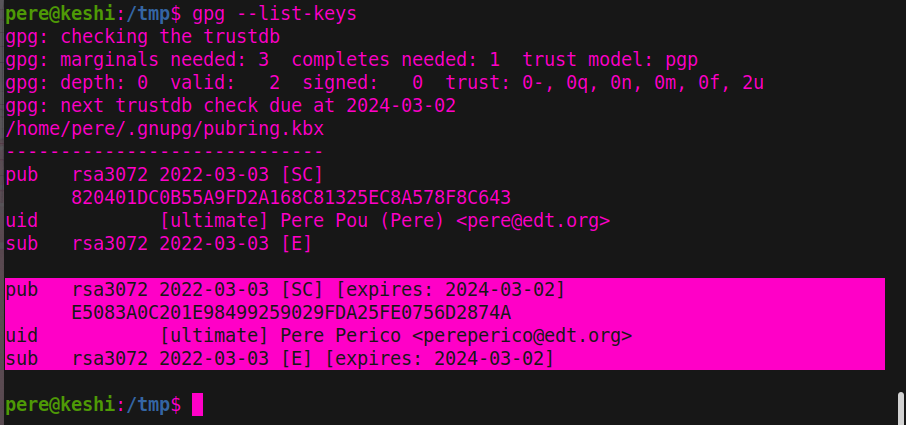 pere@keshi:/tmp$ gpg --list-keys
gpg: checking the trustdb
gpg: marginals needed: 3  completes needed: 1  trust model: pgp
gpg: depth: 0  valid:   2  signed:   0  trust: 0-, 0q, 0n, 0m, 0f, 2u
gpg: next trustdb check due at 2024-03-02
/home/pere/.gnupg/pubring.kbx
-----------------------------
pub   rsa3072 2022-03-03 [SC]
      820401DC0B55A9FD2A168C81325EC8A578F8C643
uid           [ultimate] Pere Pou (Pere) <pere@edt.org>
sub   rsa3072 2022-03-03 [E]

pub   rsa3072 2022-03-03 [SC] [expires: 2024-03-02]
      E5083A0C201E98499259029FDA25FE0756D2874A
uid           [ultimate] Pere Perico <pereperico@edt.org>
sub   rsa3072 2022-03-03 [E] [expires: 2024-03-02]

pere@keshi:/tmp$